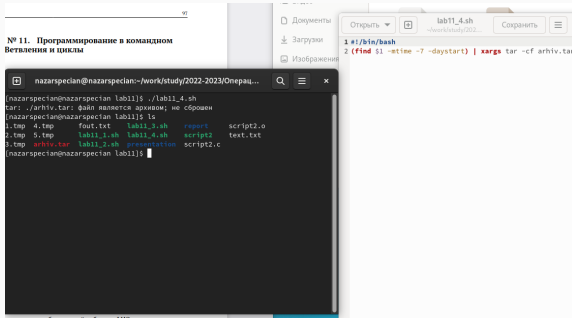 97
№ 11. Программирование в командном
Ветвления и циклы
Документы
Загрузки
Изображения
Открыть
lab11_4.sh
Сохранить
1 #!/bin/bash
2 (find $1 -mtime -7 -daystart) | xargs tar -cf arhiv.tar
nazarspecian@nazarspecian:~/work/study/2022-2023/Операц...
[nazarspecian@nazarspecian lab11]$ ./lab11_4.sh
tar: ./arhiv.tar: файл является архивом; не сброшен
[nazarspecian@nazarspecian lab11]$ ls
1.tmp 4.tmp fout.txt lab11_3.sh report script2.o
2.tmp 5.tmp lab11_1.sh lab11_4.sh script2 text.txt
3.tmp arhiv.tar lab11_2.sh presentation script2.c
[nazarspecian@nazarspecian lab11]$